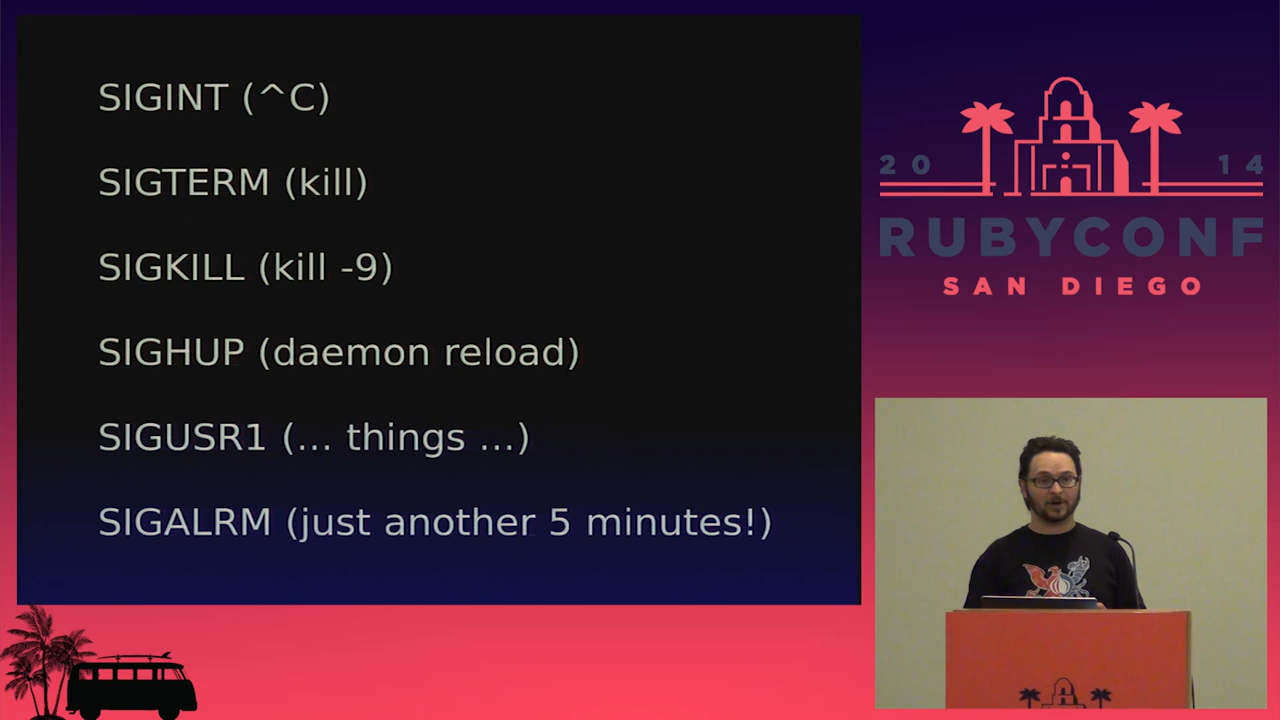 SIGINT (^C)
SIGTERM (kill)
SIGKILL (kill -9)
SIGHUP (daemon reload)
SIGUSR1 (... things ...)
SIGALRM (just another 5 minutes!)
20 14
RUBYCONF
SAN DIEGO